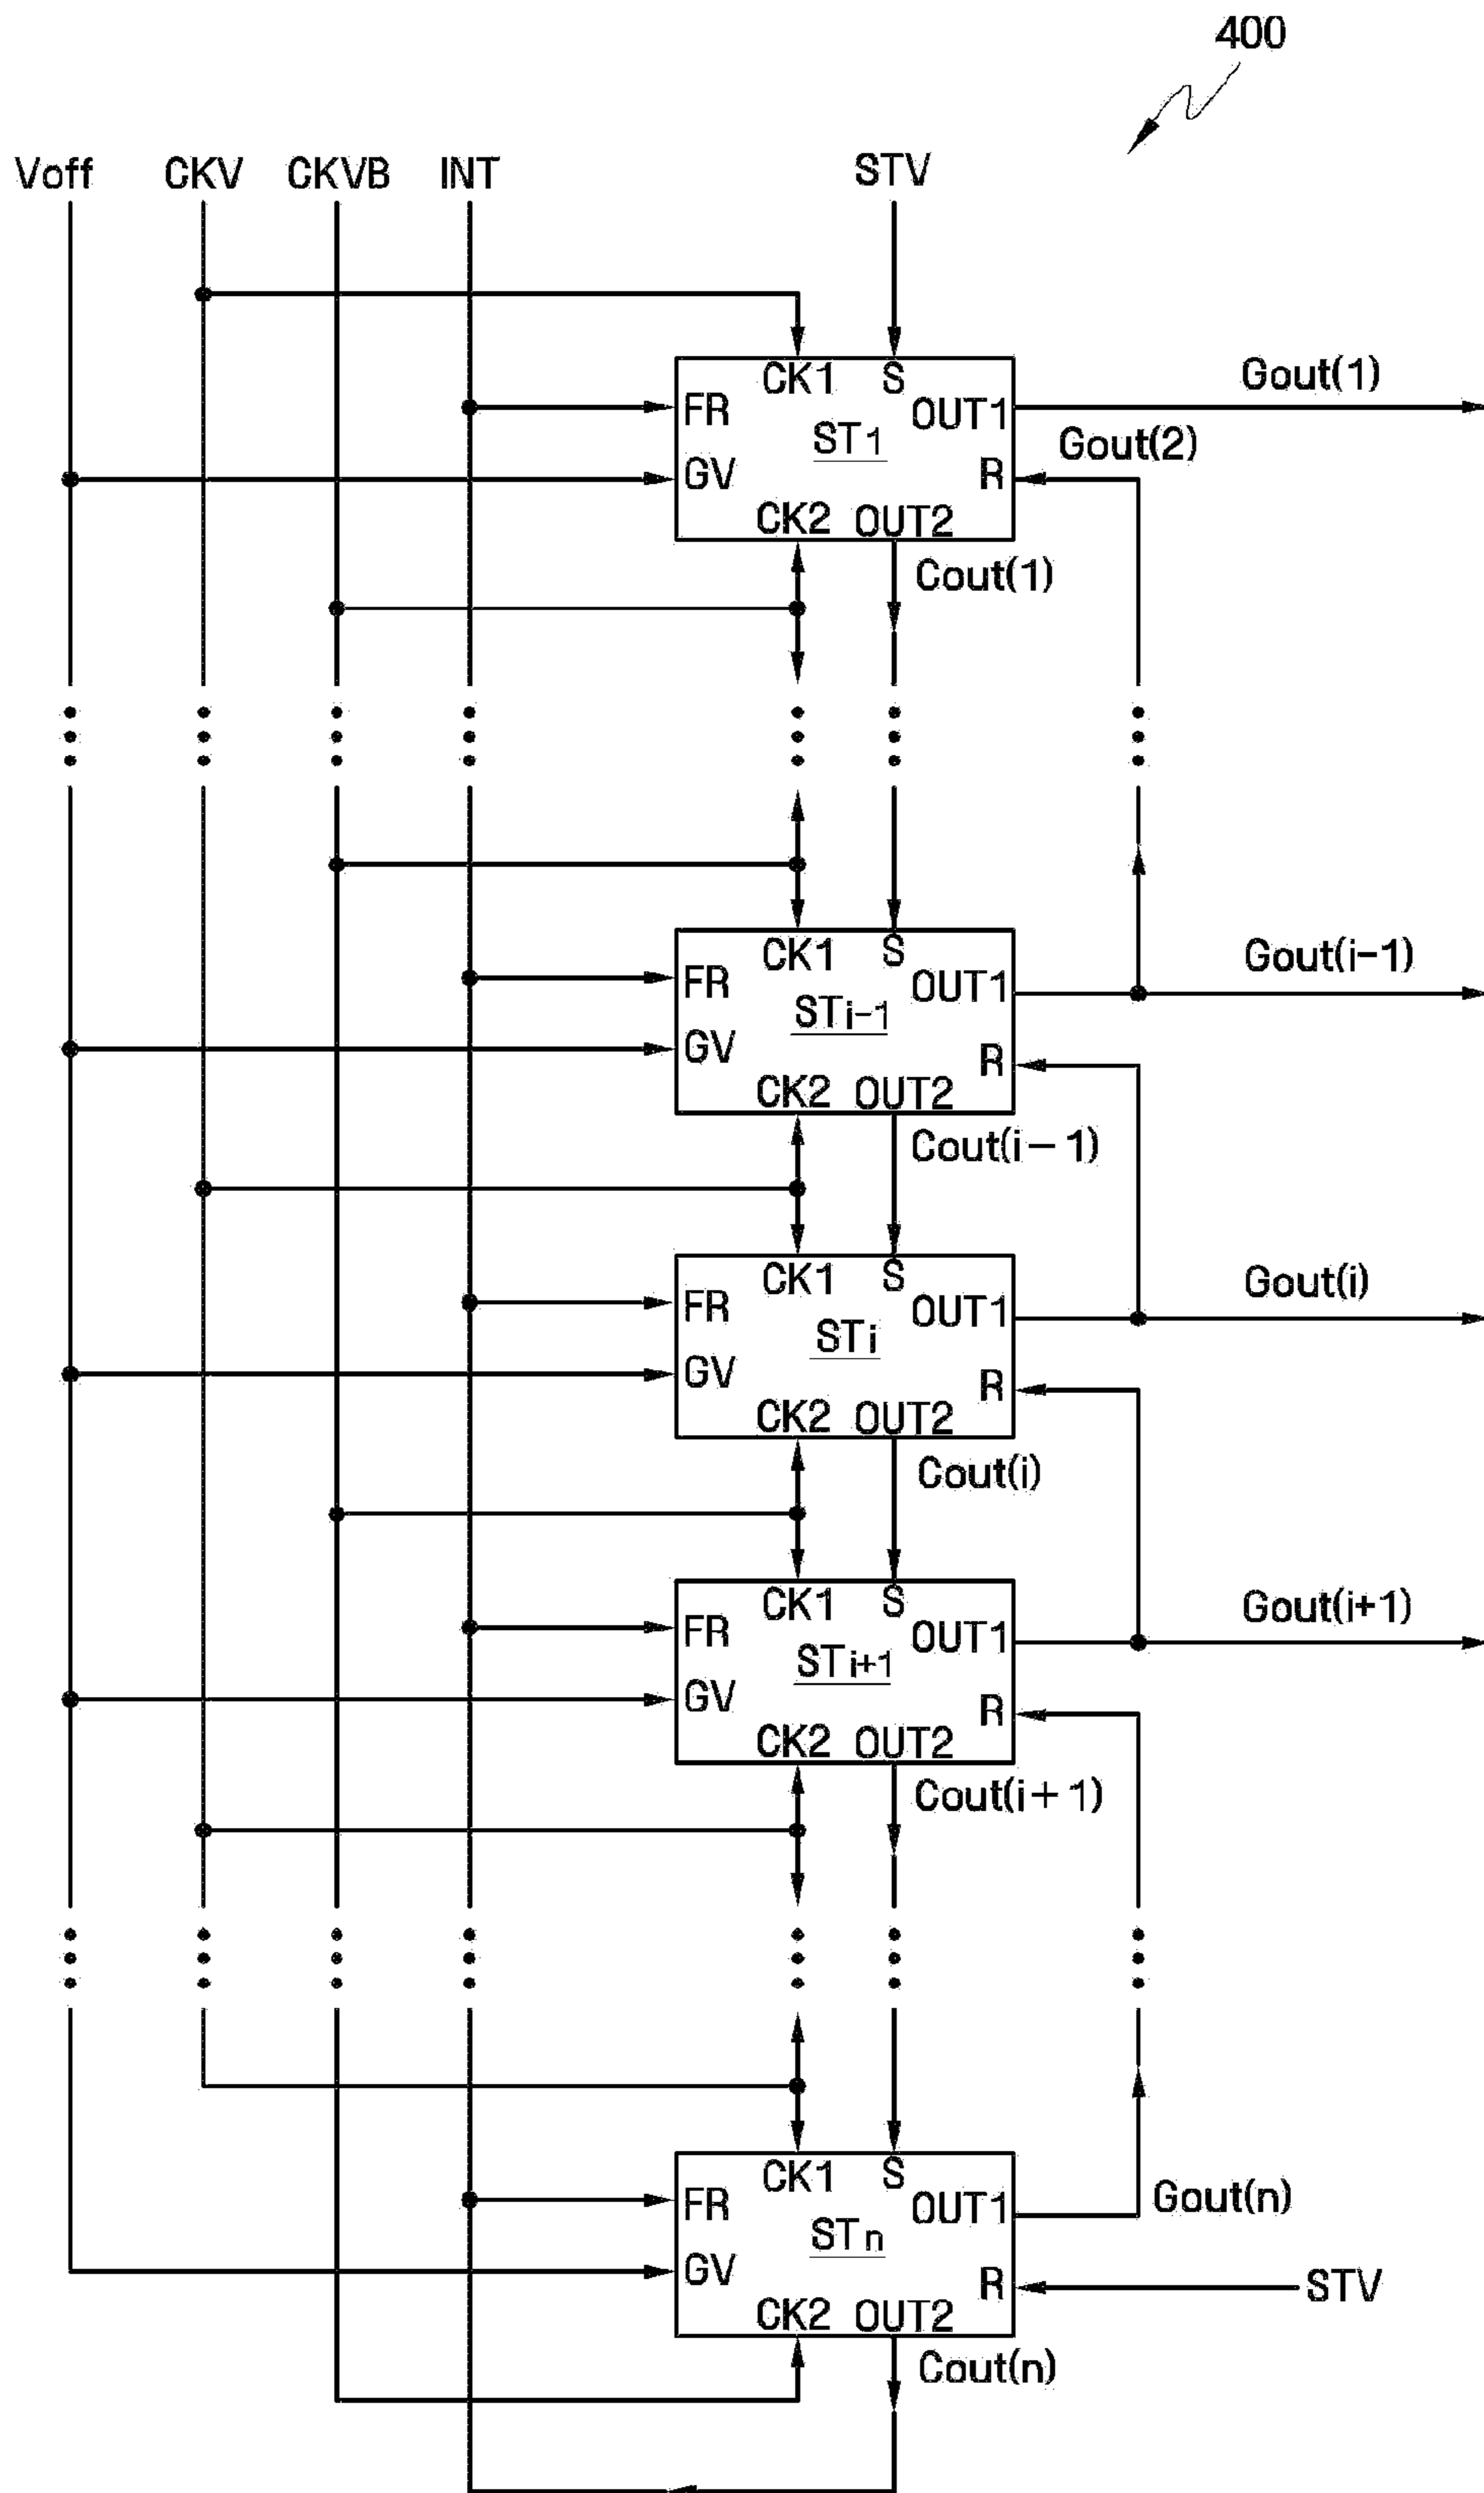 400
Voff CKV CKVB INT STV
CK1 S
FR OUT1
ST1
GV R
CK2 OUT2
Gout(1)
Gout(2)
Cout(1)
CK1 S
FR OUT1
STi-1
GV R
CK2 OUT2
Gout(i-1)
Cout(i-1)
CK1 S
FR OUT1
STi
GV R
CK2 OUT2
Gout(i)
Cout(i)
CK1 S
FR OUT1
STi+1
GV R
CK2 OUT2
Gout(i+1)
Cout(i+1)
CK1 S
FR OUT1
STn
GV R
CK2 OUT2
Gout(n)
STV
Cout(n)